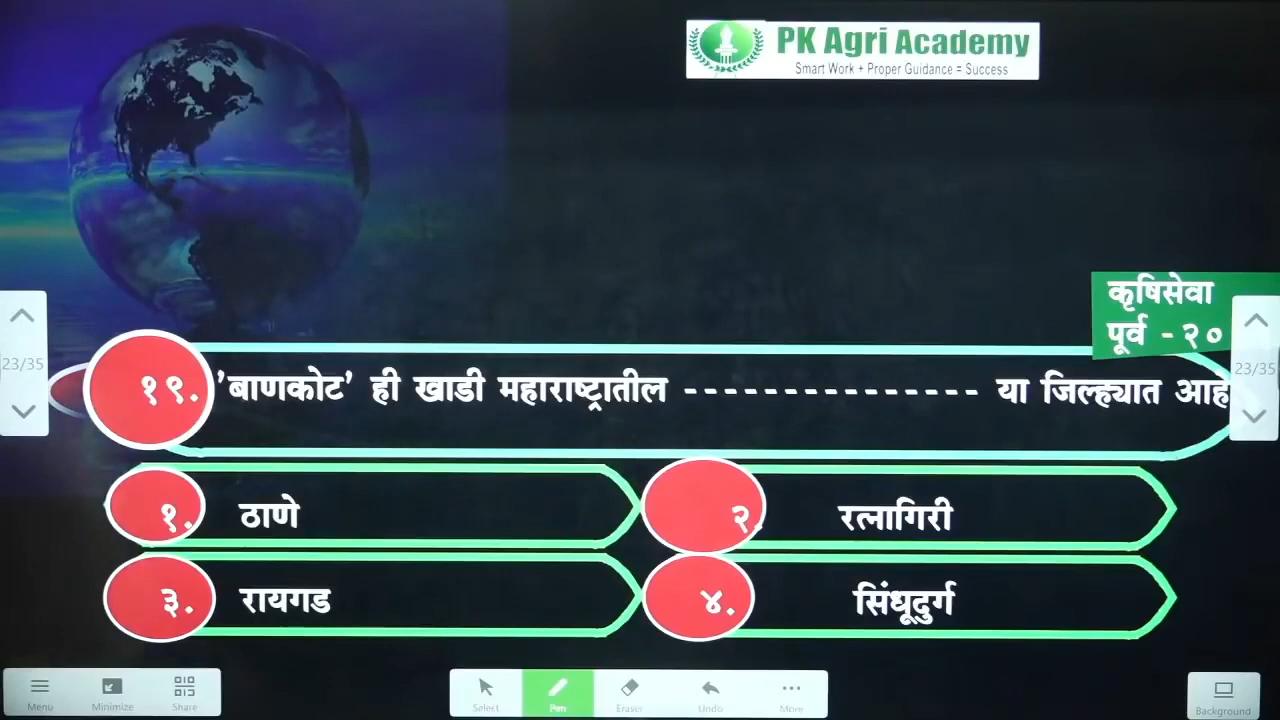 PK Agri Academy
Smart Work + Proper Guidance = Success
कृषिसेवा
पूर्व - २०
23/35
23/35
१९. 'बाणकोट' ही खाडी महाराष्ट्रातील --------------- या जिल्ह्यात आहे
१. ठाणे
२. रत्नागिरी
३. रायगड
४. सिंधूदुर्ग
Menu Minimize Share Select Pen Eraser Undo More Background